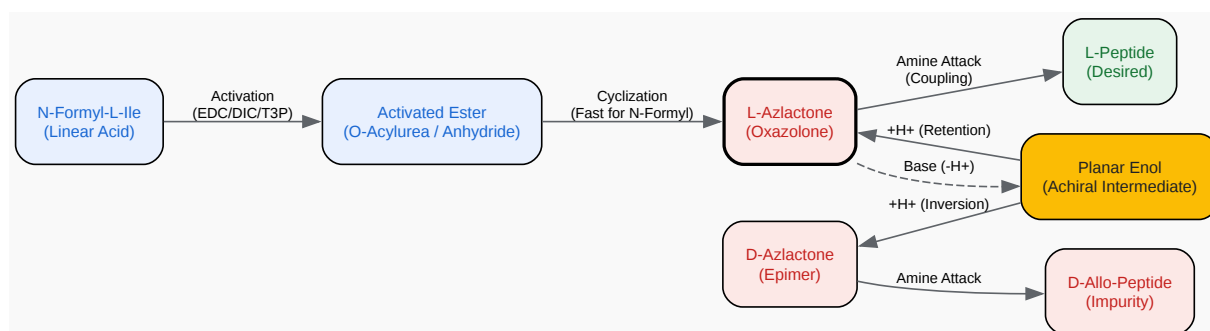 N-Formyl-L-Ile
(Linear Acid)
Activation
(EDC/DIC/T3P)
Activated Ester
(O-Acylurea / Anhydride)
Cyclization
(Fast for N-Formyl)
L-Azlactone
(Oxazolone)
Amine Attack
(Coupling)
L-Peptide
(Desired)
+H+ (Retention)
Base (-H+)
Planar Enol
(Achiral Intermediate)
+H+ (Inversion)
D-Azlactone
(Epimer)
Amine Attack
D-Allo-Peptide
(Impurity)